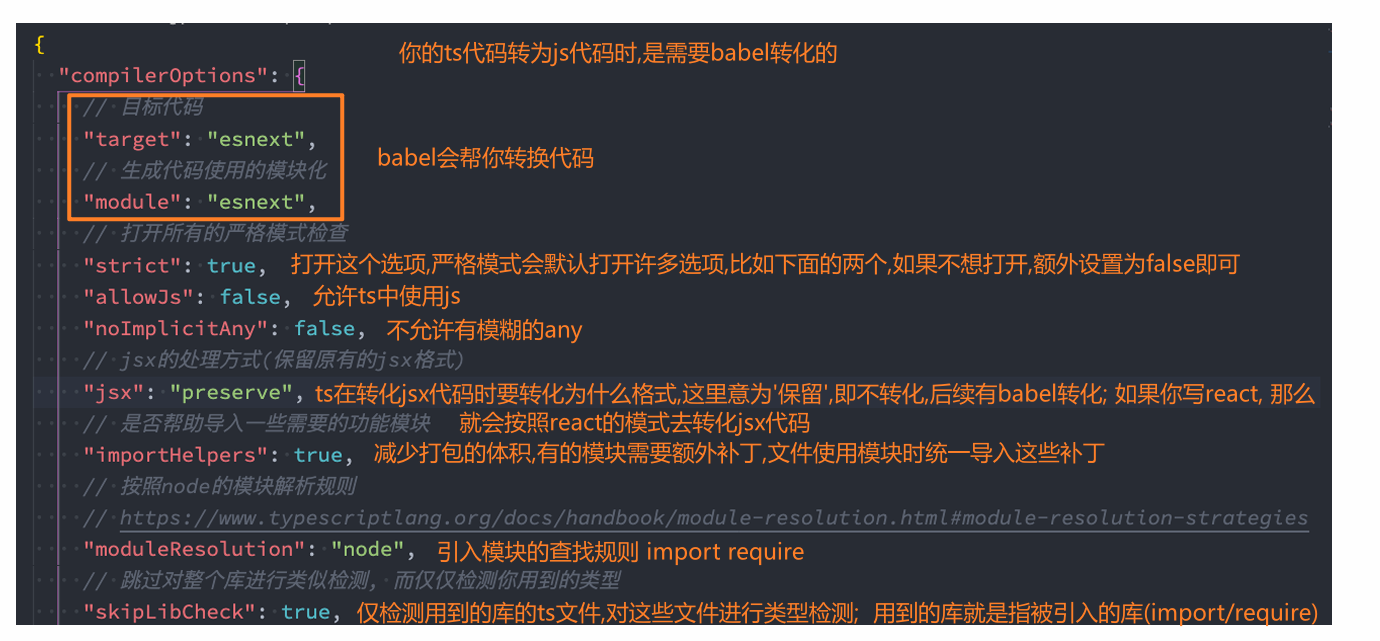 {
你的ts代码转为js代码时,是需要babel转化的
"compilerOptions": {
// 目标代码
"target": "esnext",
babel会帮你转换代码
// 生成代码使用的模块化
"module": "esnext",
// 打开所有的严格模式检查
"strict": true, 打开这个选项,严格模式会默认打开许多选项,比如下面的两个,如果不想打开,额外设置为false即可
"allowJs": false, 允许ts中使用js
"noImplicitAny": false, 不允许有模糊的any
// jsx的处理方式(保留原有的jsx格式)
"jsx": "preserve", ts在转化jsx代码时要转化为什么格式,这里意为'保留',即不转化,后续有babel转化; 如果你写react, 那么
就会按照react的模式去转化jsx代码
// 是否帮助导入一些需要的功能模块
"importHelpers": true, 减少打包的体积,有的模块需要额外补丁,文件使用模块时统一导入这些补丁
// 按照node的模块解析规则
// https://www.typescriptlang.org/docs/handbook/module-resolution.html#module-resolution-strategies
"moduleResolution": "node", 引入模块的查找规则 import require
// 跳过对整个库进行类似检测, 而仅仅检测你用到的类型
"skipLibCheck": true, 仅检测用到的库的ts文件,对这些文件进行类型检测; 用到的库就是指被引入的库(import/require)